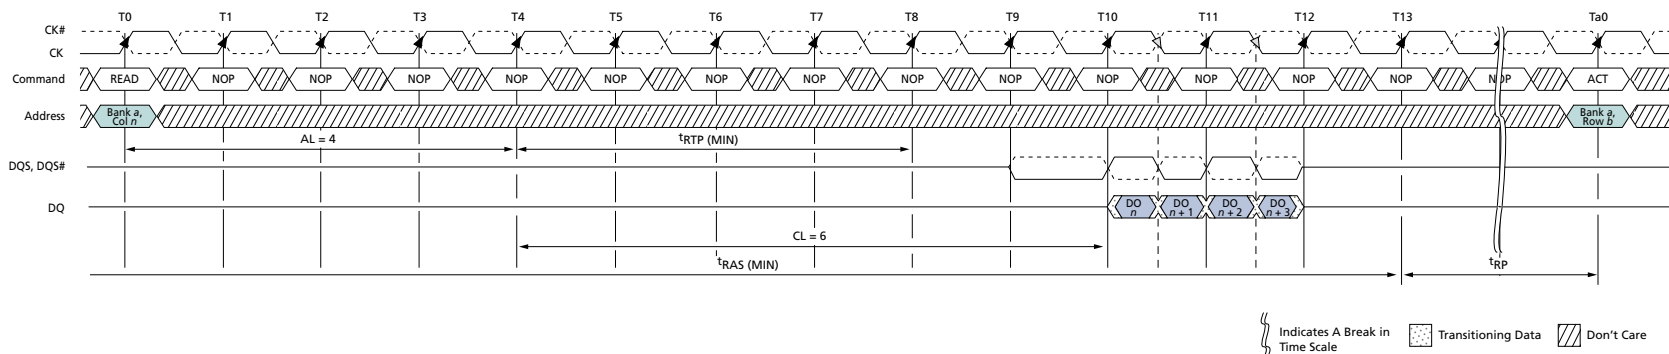 T0 T1 T2 T3 T4 T5 T6 T7 T8 T9 T10 T11 T12 T13 Ta0
CK#
CK
Command READ NOP NOP NOP NOP NOP NOP NOP NOP NOP NOP NOP NOP NOP NOP ACT
Address Bank a, Col n Bank a, Row b
AL = 4 tRTP (MIN)
DQS, DQS#
DQ DO n DO n + 1 DO n + 2 DO n + 3
CL = 6
tRAS (MIN) tRP
Indicates A Break in
Time Scale
Transitioning Data
Don't Care